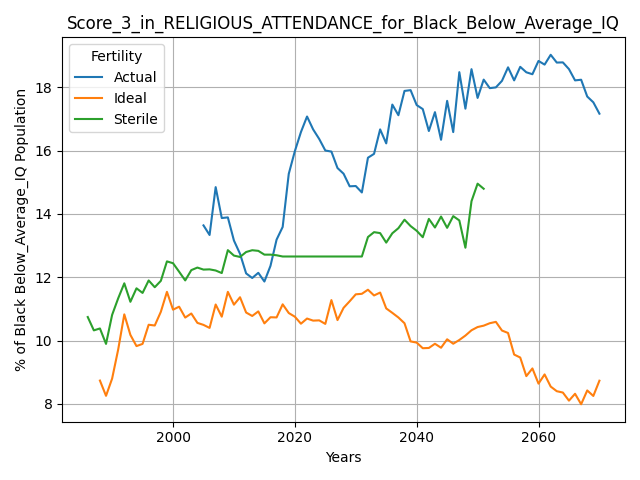 Score_3_in_RELIGIOUS_ATTENDANCE_for_Black_Below_Average_IQ
Fertility
Actual
Ideal
Sterile
% of Black Below_Average_IQ Population
18
16
14
12
10
8
2000
2020
2040
2060
Years